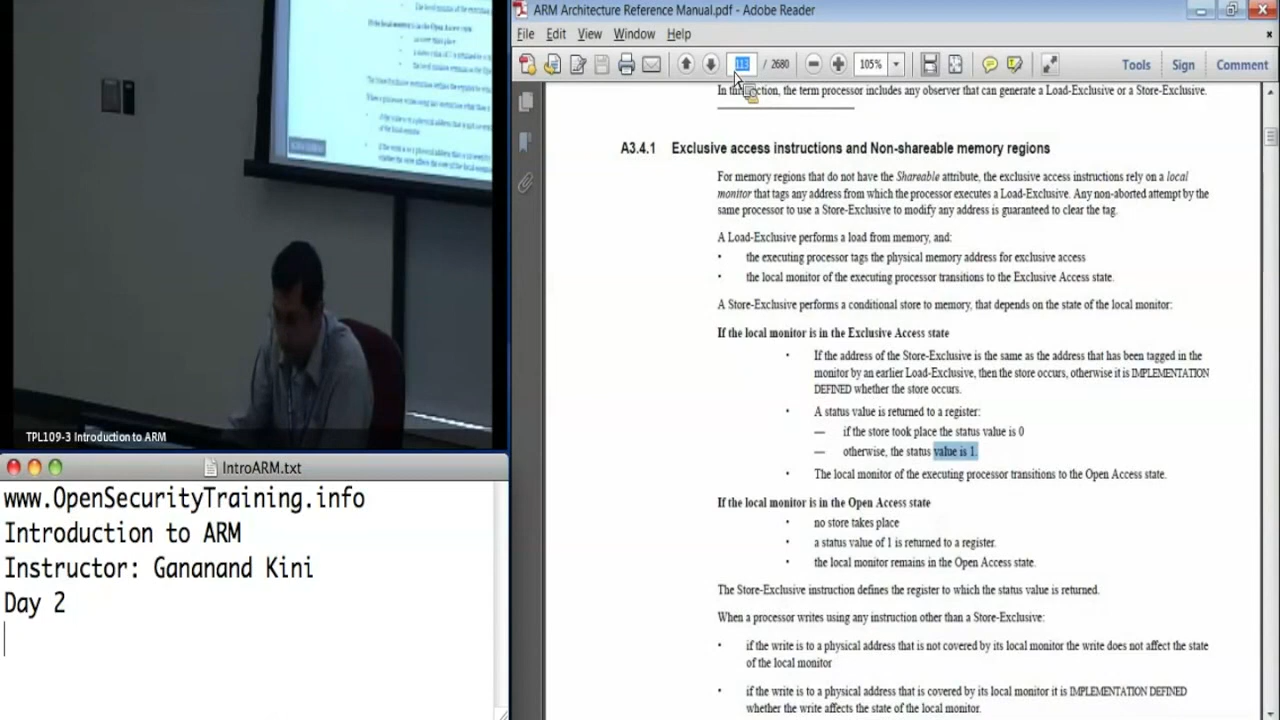 TPL109-3 Introduction to ARM
IntroARM.txt
www.OpenSecurityTraining.info
Introduction to ARM
Instructor: Gananand Kini
Day 2
ARM Architecture Reference Manual.pdf - Adobe Reader
File Edit View Window Help
113 / 2680 105% Tools Sign Comment
In this section, the term processor includes any observer that can generate a Load-Exclusive or a Store-Exclusive.
A3.4.1 Exclusive access instructions and Non-shareable memory regions
For memory regions that do not have the Shareable attribute, the exclusive access instructions rely on a local
monitor that tags any address from which the processor executes a Load-Exclusive. Any non-aborted attempt by the
same processor to use a Store-Exclusive to modify any address is guaranteed to clear the tag.
A Load-Exclusive performs a load from memory, and:
• the executing processor tags the physical memory address for exclusive access
• the local monitor of the executing processor transitions to the Exclusive Access state.
A Store-Exclusive performs a conditional store to memory, that depends on the state of the local monitor:
If the local monitor is in the Exclusive Access state
• If the address of the Store-Exclusive is the same as the address that has been tagged in the
monitor by an earlier Load-Exclusive, then the store occurs, otherwise it is IMPLEMENTATION
DEFINED whether the store occurs.
• A status value is returned to a register:
— if the store took place the status value is 0
— otherwise, the status value is 1.
• The local monitor of the executing processor transitions to the Open Access state.
If the local monitor is in the Open Access state
• no store takes place
• a status value of 1 is returned to a register.
• the local monitor remains in the Open Access state.
The Store-Exclusive instruction defines the register to which the status value is returned.
When a processor writes using any instruction other than a Store-Exclusive:
• if the write is to a physical address that is not covered by its local monitor the write does not affect the state
of the local monitor
• if the write is to a physical address that is covered by its local monitor it is IMPLEMENTATION DEFINED
whether the write affects the state of the local monitor.